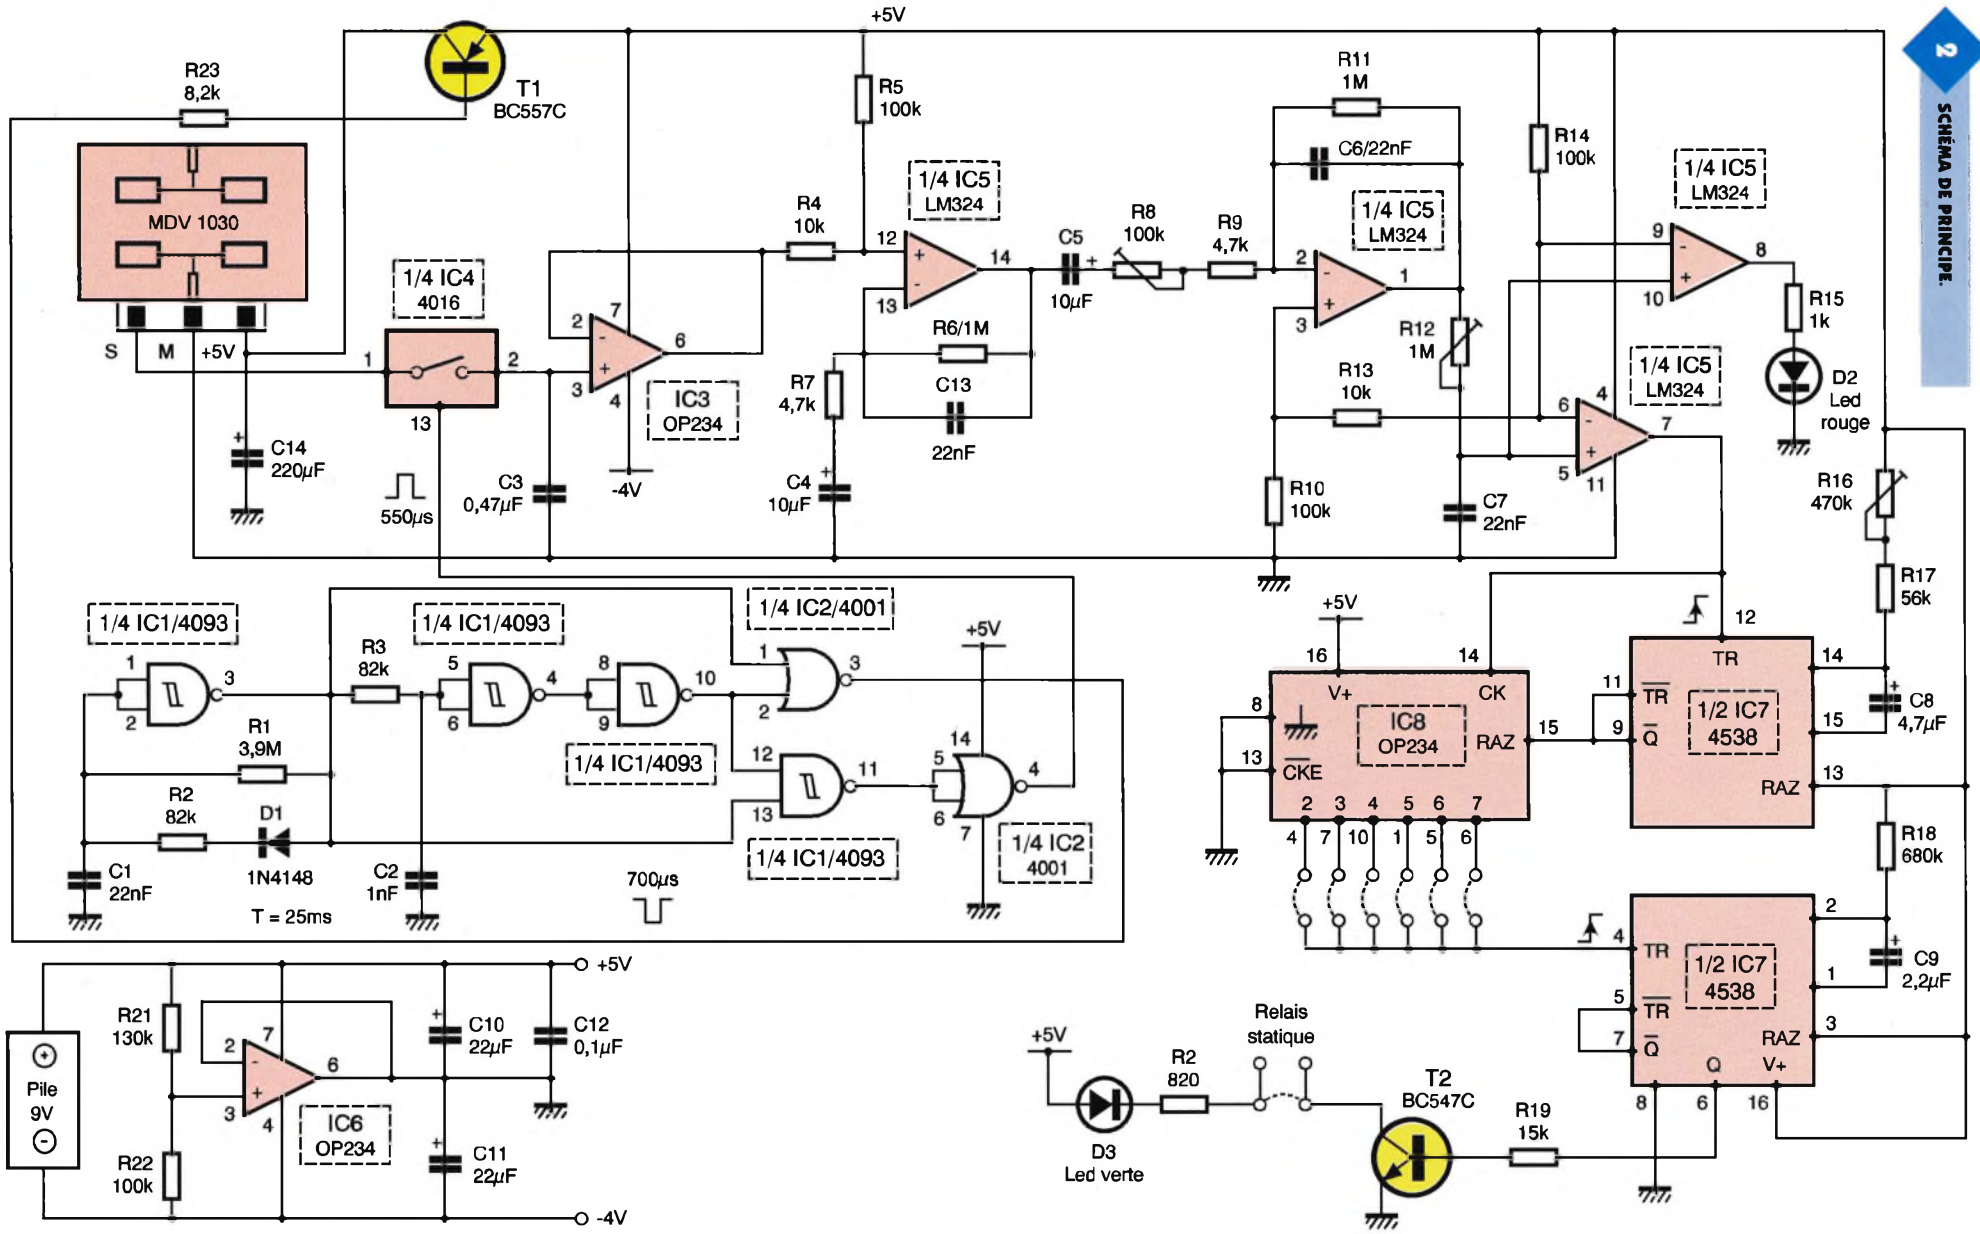 2
SCHÉMA DE PRINCIPE.
+5V
R23
8,2k
T1
BC557C
R5
100k
R11
1M
C6/22nF
R14
100k
1/4 IC5
LM324
MDV 1030
S
M
+5V
C14
220µF
+
1/4 IC4
4016
1
2
13
550µs
C3
0,47µF
2
-
3
+
7
6
4
IC3
OP234
-4V
R4
10k
12
+
13
-
14
1/4 IC5
LM324
R6/1M
C13
22nF
R7
4,7k
C4
10µF
+
C5
10µF
+
R8
100k
R9
4,7k
2
-
3
+
1
1/4 IC5
LM324
R12
1M
R13
10k
R10
100k
C7
22nF
9
-
10
+
8
R15
1k
D2
Led
rouge
1/4 IC5
LM324
6
-
5
+
4
7
11
R16
470k
R17
56k
C8
4,7µF
+
1/4 IC1/4093
1
2
3
R3
82k
1/4 IC1/4093
5
6
4
8
9
10
1/4 IC1/4093
1/4 IC2/4001
1
2
3
+5V
R1
3,9M
R2
82k
D1
1N4148
C1
22nF
T = 25ms
C2
1nF
12
13
11
1/4 IC1/4093
14
5
6
4
7
1/4 IC2
4001
700µs
+5V
16
14
V+
CK
8
13
CKE
IC8
OP234
RAZ
15
2
3
4
5
6
7
4
7
10
1
5
6
12
TR
11
TR
9
Q
1/2 IC7
4538
14
15
13
RAZ
R18
680k
4
TR
5
TR
7
Q
1/2 IC7
4538
2
1
3
RAZ
V+
Q
8
6
16
C9
2,2µF
+
+5V
-4V
Pile
9V
+
-
R21
130k
R22
100k
2
-
3
+
7
6
4
IC6
OP234
C10
22µF
+
C12
0,1µF
C11
22µF
+
+5V
D3
Led verte
R2
820
Relais
statique
T2
BC547C
R19
15k